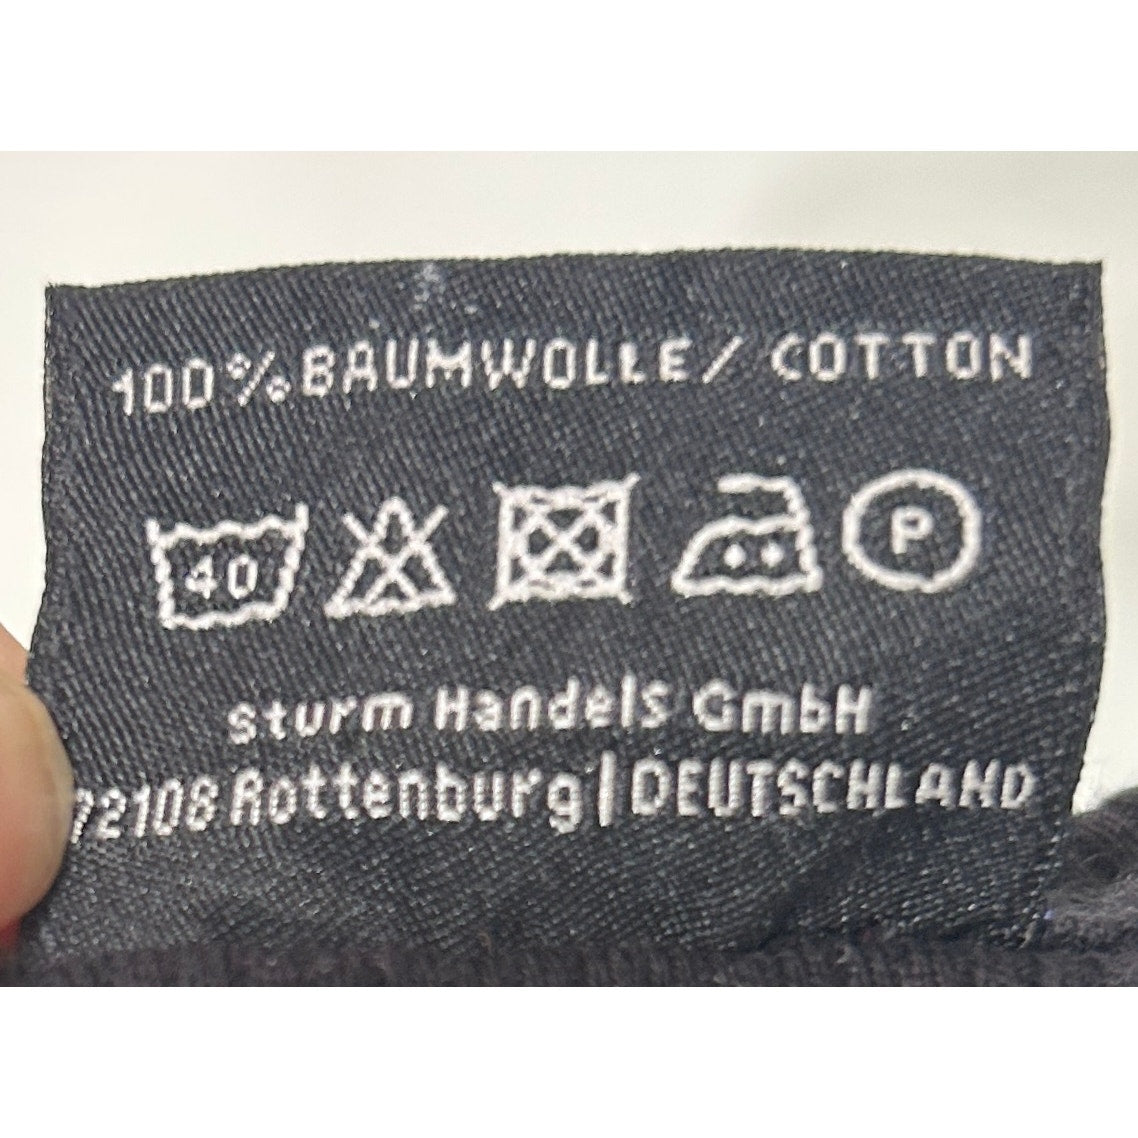 100% BAUMWOLLE / COTTON
40 P
sturm Handels GmbH
72108 Rottenburg | DEUTSCHLAND